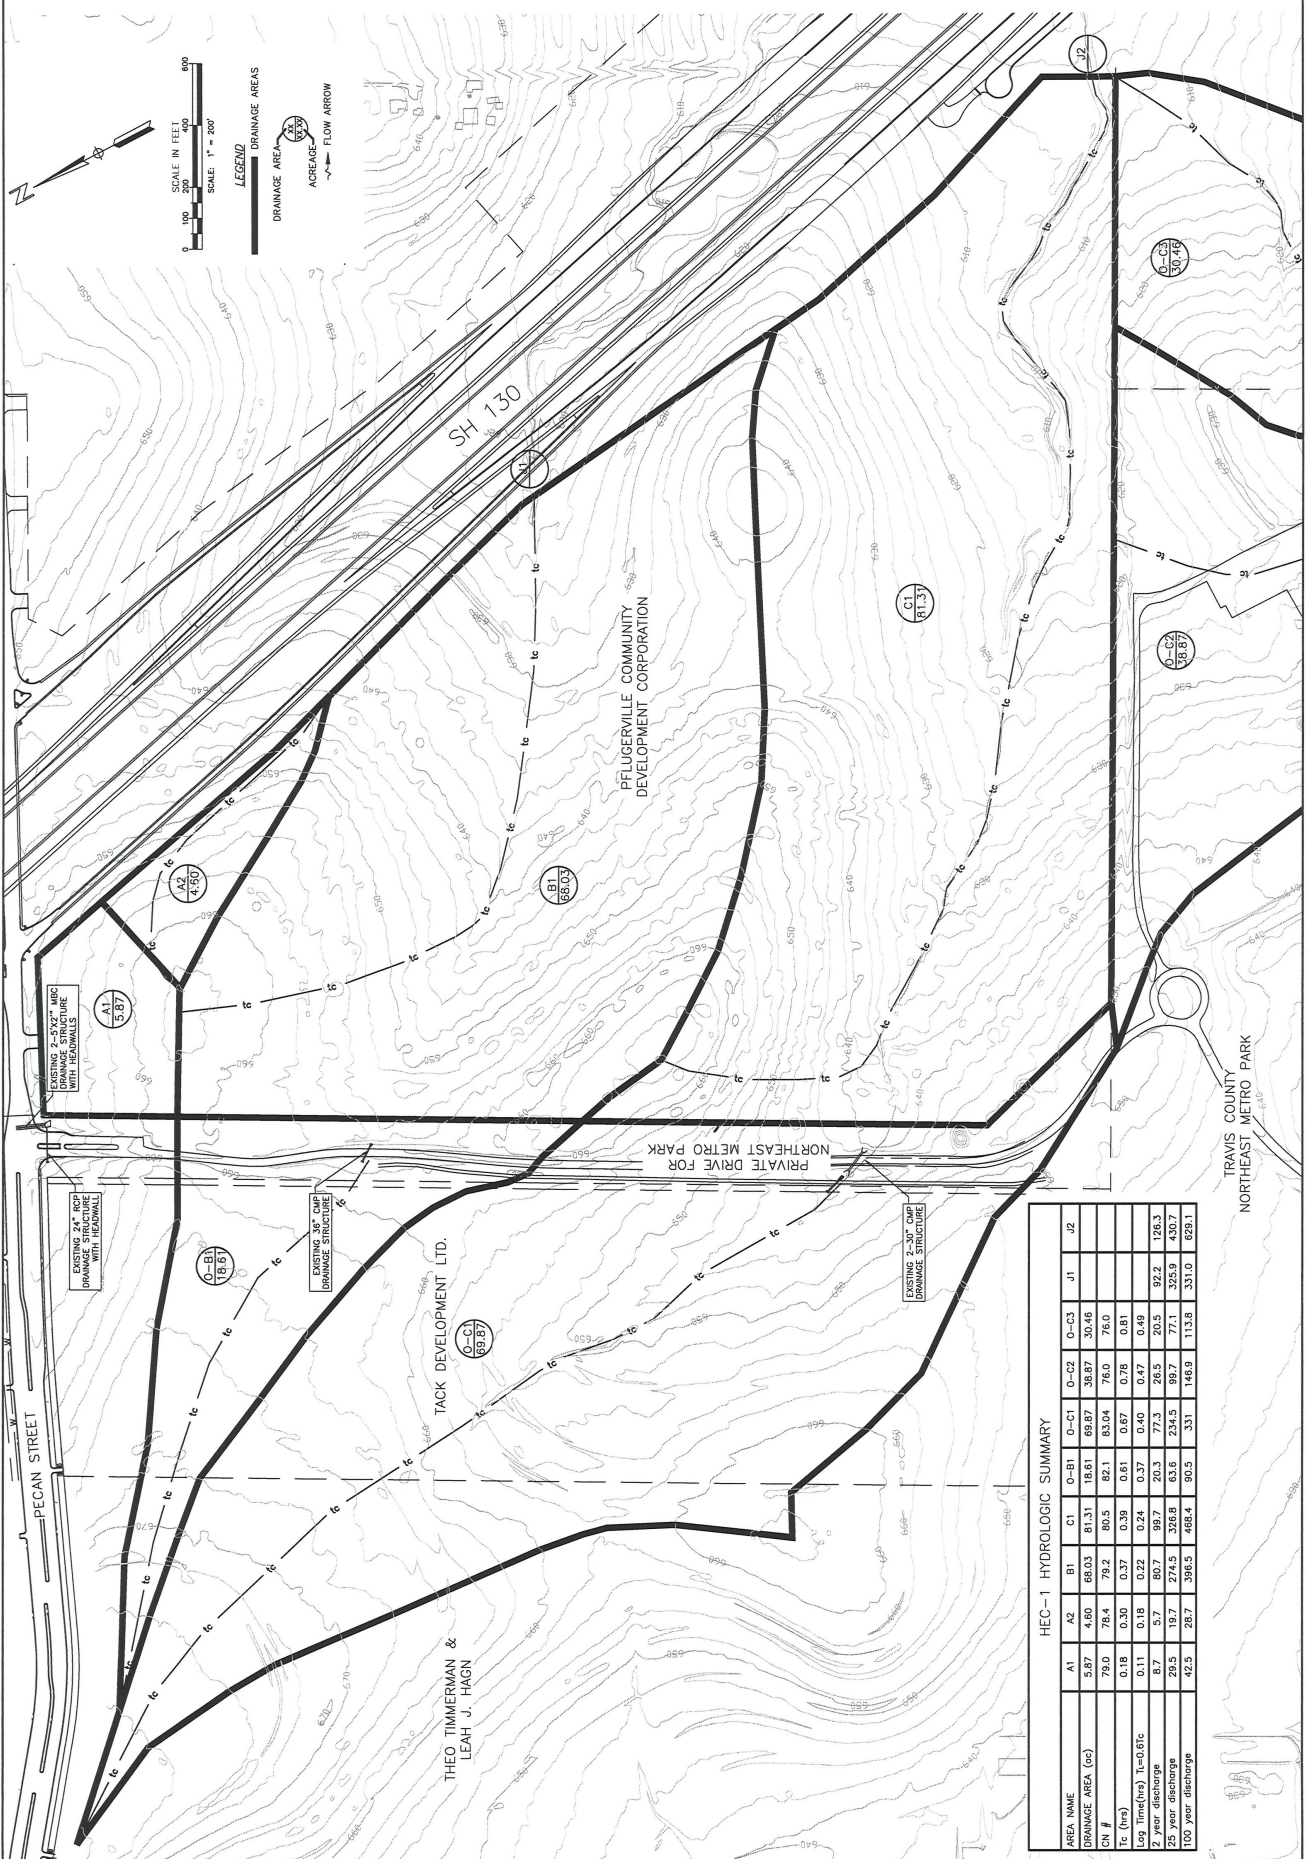 N
SCALE IN FEET
0 100 200 400 600
SCALE: 1" = 200'
LEGEND
DRAINAGE AREAS
DRAINAGE AREA
XX
XX.XX
ACREAGE
FLOW ARROW
PECAN STREET
SH 130
J1
J2
EXISTING 24" RCP
DRAINAGE STRUCTURE
WITH HEADWALL
EXISTING 2-5'X2'" MBC
DRAINAGE STRUCTURE
WITH HEADWALLS
A1
5.87
A2
4.60
B1
68.03
C1
81.31
O-B1
18.61
O-C1
69.87
O-C2
38.87
O-C3
30.46
EXISTING 36" CMP
DRAINAGE STRUCTURE
EXISTING 2-30" CMP
DRAINAGE STRUCTURE
PRIVATE DRIVE FOR
NORTHEAST METRO PARK
PFLUGERVILLE COMMUNITY
DEVELOPMENT CORPORATION
TACK DEVELOPMENT LTD.
THEO TIMMERMAN &
LEAH J. HAGN
TRAVIS COUNTY
NORTHEAST METRO PARK
HEC-1 HYDROLOGIC SUMMARY
AREA NAME A1 A2 B1 C1 O-B1 O-C1 O-C2 O-C3 J1 J2
DRAINAGE AREA (ac) 5.87 4.60 68.03 81.31 18.61 69.87 38.87 30.46
CN # 79.0 78.4 79.2 80.5 82.1 83.04 76.0 76.0
Tc (hrs) 0.18 0.30 0.37 0.39 0.61 0.67 0.78 0.81
Lag Time(hrs) TL=0.6Tc 0.11 0.18 0.22 0.24 0.37 0.40 0.47 0.49
2 year discharge 8.7 5.7 80.7 99.7 20.3 77.3 26.5 20.5 92.2 126.3
25 year discharge 29.5 19.7 274.5 326.8 63.6 234.5 99.7 77.1 325.9 430.7
100 year discharge 42.5 28.7 396.5 468.4 90.5 331 146.9 113.8 331.0 629.1